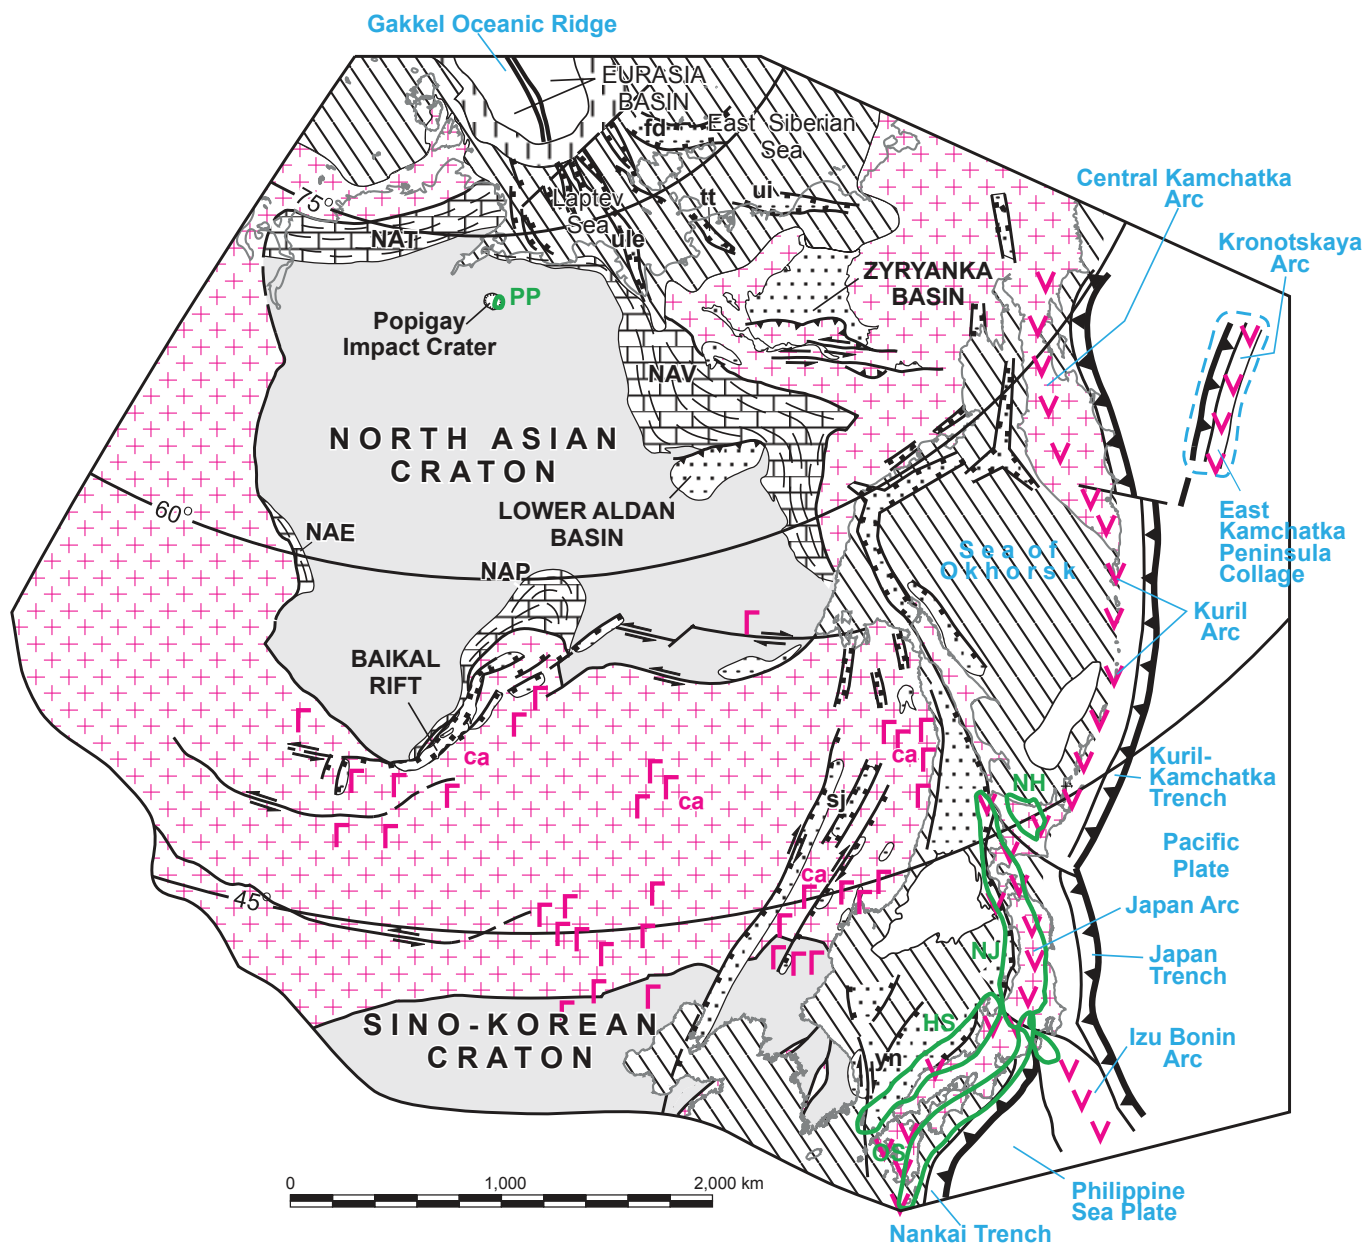 Gakkel Oceanic Ridge
EURASIA
BASIN
fd
East Siberian
Sea
75°
Laptev
Sea
tt
ui
Central Kamchatka
Arc
NAT
ule
Kronotskaya
Arc
ZYRYANKA
BASIN
PP
Popigay
Impact Crater
NAV
NORTH ASIAN
CRATON
LOWER ALDAN
BASIN
60°
NAE
East
Kamchatka
Peninsula
Collage
Sea of
Okhorsk
NAP
Kuril
Arc
BAIKAL
RIFT
ca
ca
ca
Kuril-
Kamchatka
Trench
sj
NH
Pacific
Plate
ca
45°
Japan Arc
NJ
Japan
Trench
SINO-KOREAN
CRATON
HS
Izu Bonin
Arc
yn
OS
0
1,000
2,000 km
Philippine
Sea Plate
Nankai Trench